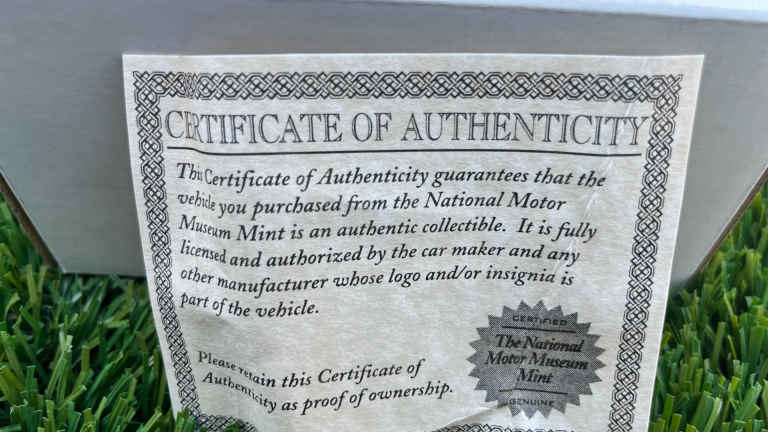 CERTIFICATE OF AUTHENTICITY
This Certificate of Authenticity guarantees that the
vehicle you purchased from the National Motor
Museum Mint is an authentic collectible. It is fully
licensed and authorized by the car maker and any
other manufacturer whose logo and/or insignia is
part of the vehicle.
Please retain this Certificate of
Authenticity as proof of ownership.
CERTIFIED
The National
Motor Museum
Mint
GENUINE